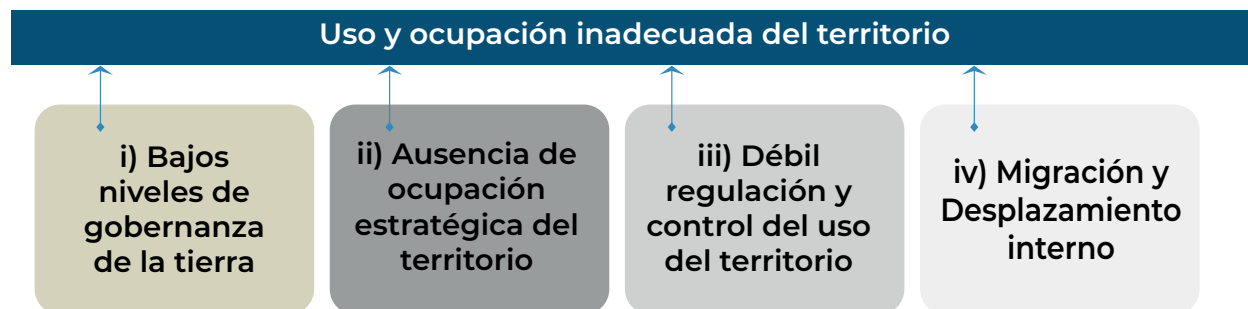 Uso y ocupación inadecuada del territorio
i) Bajos
niveles de
gobernanza
de la tierra
ii) Ausencia de
ocupación
estratégica del
territorio
iii) Débil
regulación y
control del uso
del territorio
iv) Migración y
Desplazamiento
interno